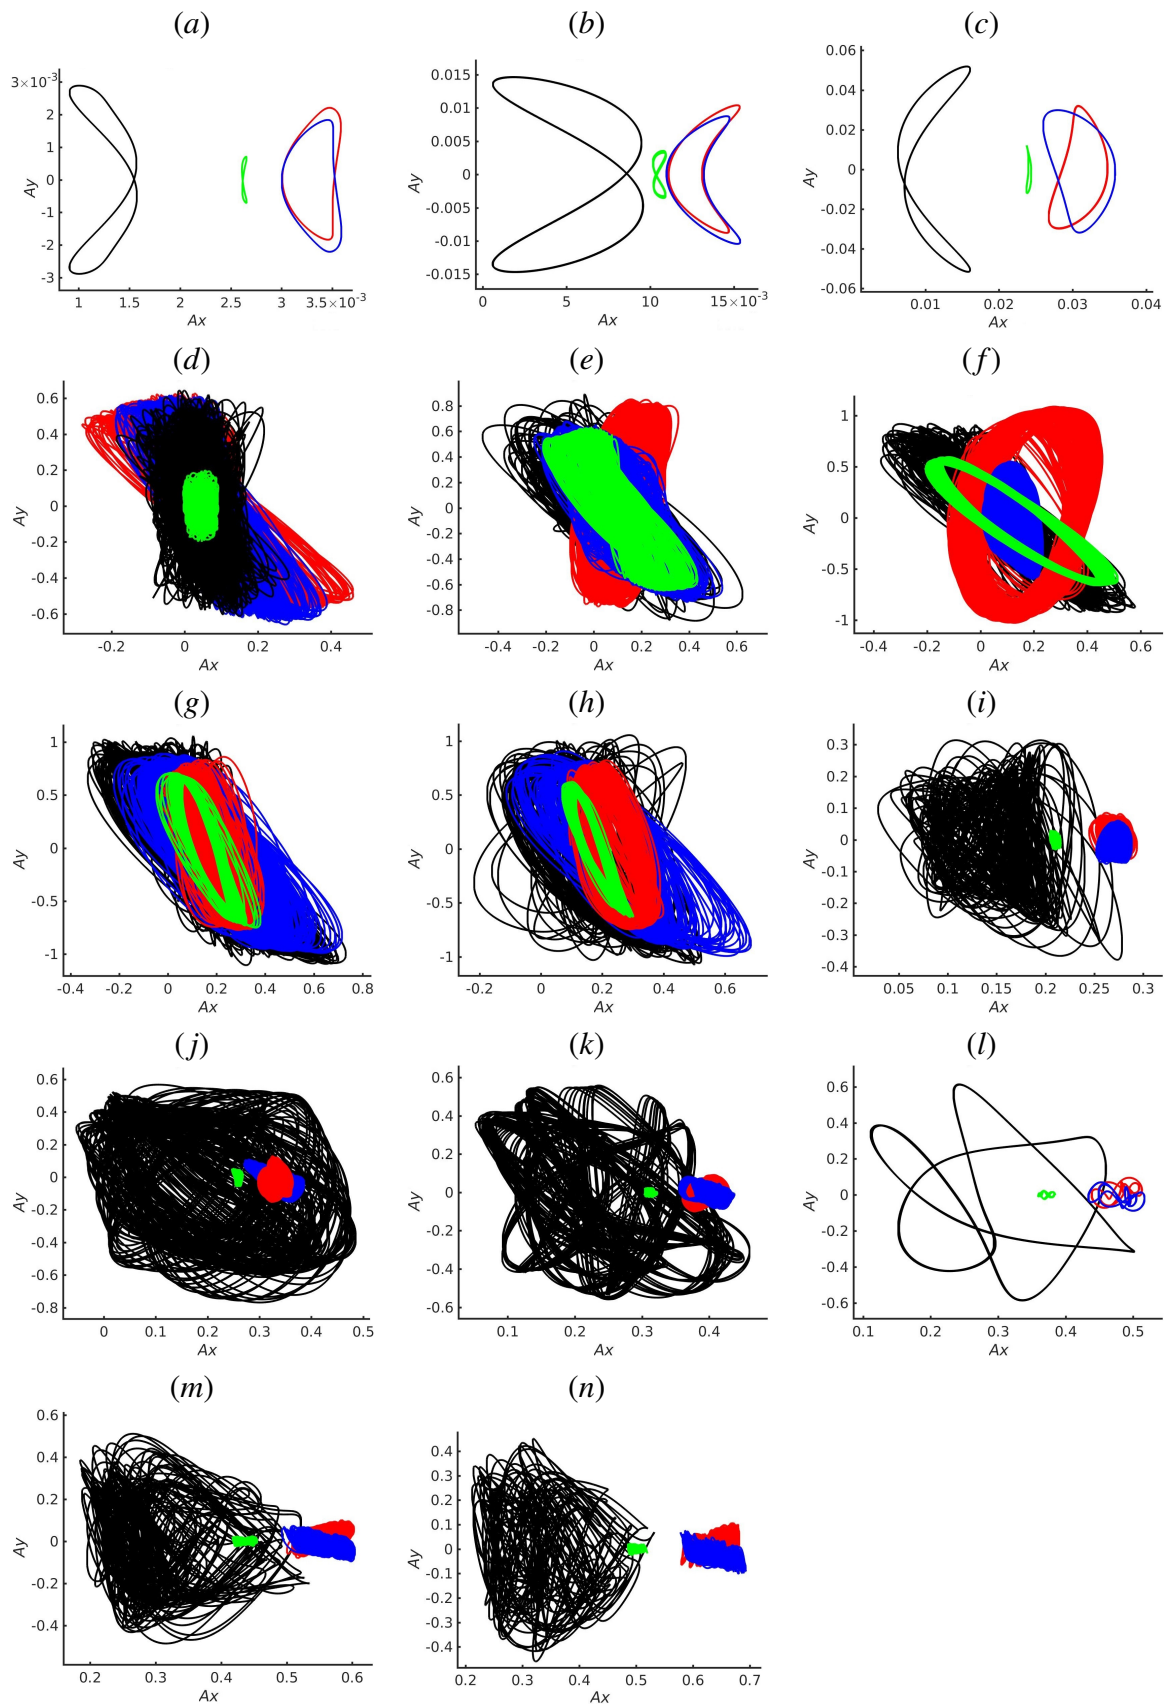 (a) (b) (c)
3×10-3 2 1 0 -1 -2 -3
Ay
1 1.5 2 2.5 3 3.5×10-3
Ax
0.015 0.01 0.005 0 -0.005 -0.01 -0.015
Ay
0 5 10 15×10-3
Ax
0.06 0.04 0.02 0 -0.02 -0.04 -0.06
Ay
0.01 0.02 0.03 0.04
Ax
(d) (e) (f)
0.6 0.4 0.2 0 -0.2 -0.4 -0.6
Ay
-0.2 0 0.2 0.4
Ax
0.8 0.6 0.4 0.2 0 -0.2 -0.4 -0.6 -0.8
Ay
-0.4 -0.2 0 0.2 0.4 0.6
Ax
1 0.5 0 -0.5 -1
Ay
-0.4 -0.2 0 0.2 0.4 0.6
Ax
(g) (h) (i)
1 0.5 0 -0.5 -1
Ay
-0.4 -0.2 0 0.2 0.4 0.6 0.8
Ax
1 0.5 0 -0.5 -1
Ay
-0.2 0 0.2 0.4 0.6
Ax
0.3 0.2 0.1 0 -0.1 -0.2 -0.3 -0.4
Ay
0.05 0.1 0.15 0.2 0.25 0.3
Ax
(j) (k) (l)
0.6 0.4 0.2 0 -0.2 -0.4 -0.6 -0.8
Ay
0 0.1 0.2 0.3 0.4 0.5
Ax
0.6 0.4 0.2 0 -0.2 -0.4 -0.6
Ay
0.1 0.2 0.3 0.4
Ax
0.6 0.4 0.2 0 -0.2 -0.4 -0.6
Ay
0.1 0.2 0.3 0.4 0.5
Ax
(m) (n)
0.6 0.4 0.2 0 -0.2 -0.4
Ay
0.2 0.3 0.4 0.5 0.6
Ax
0.4 0.3 0.2 0.1 0 -0.1 -0.2 -0.3 -0.4
Ay
0.2 0.3 0.4 0.5 0.6 0.7
Ax